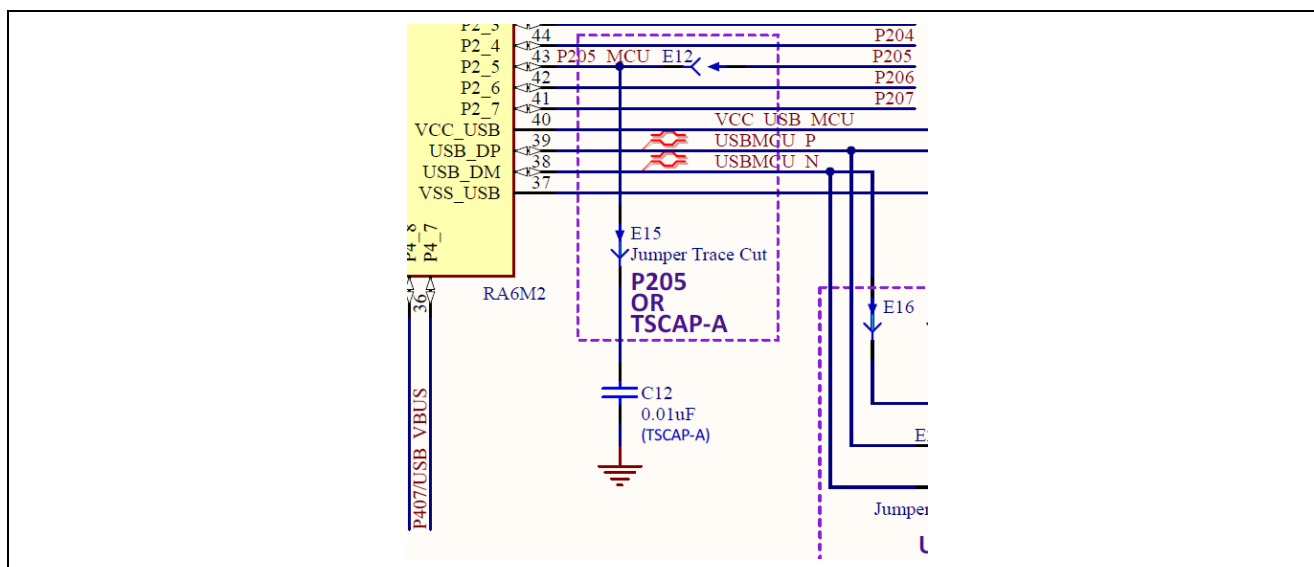 P2_3
44
P2_4
P204
43
P2_5
P205_MCU
E12
P205
42
P2_6
P206
41
P2_7
P207
40
VCC_USB
VCC_USB_MCU
39
USB_DP
USBMCU_P
38
USB_DM
USBMCU_N
37
VSS_USB
P4_8
P4_7
36
RA6M2
E15
Jumper Trace Cut
P205
OR
TSCAP-A
E16
C12
0.01uF
(TSCAP-A)
P407/USB_VBUS
Jumper